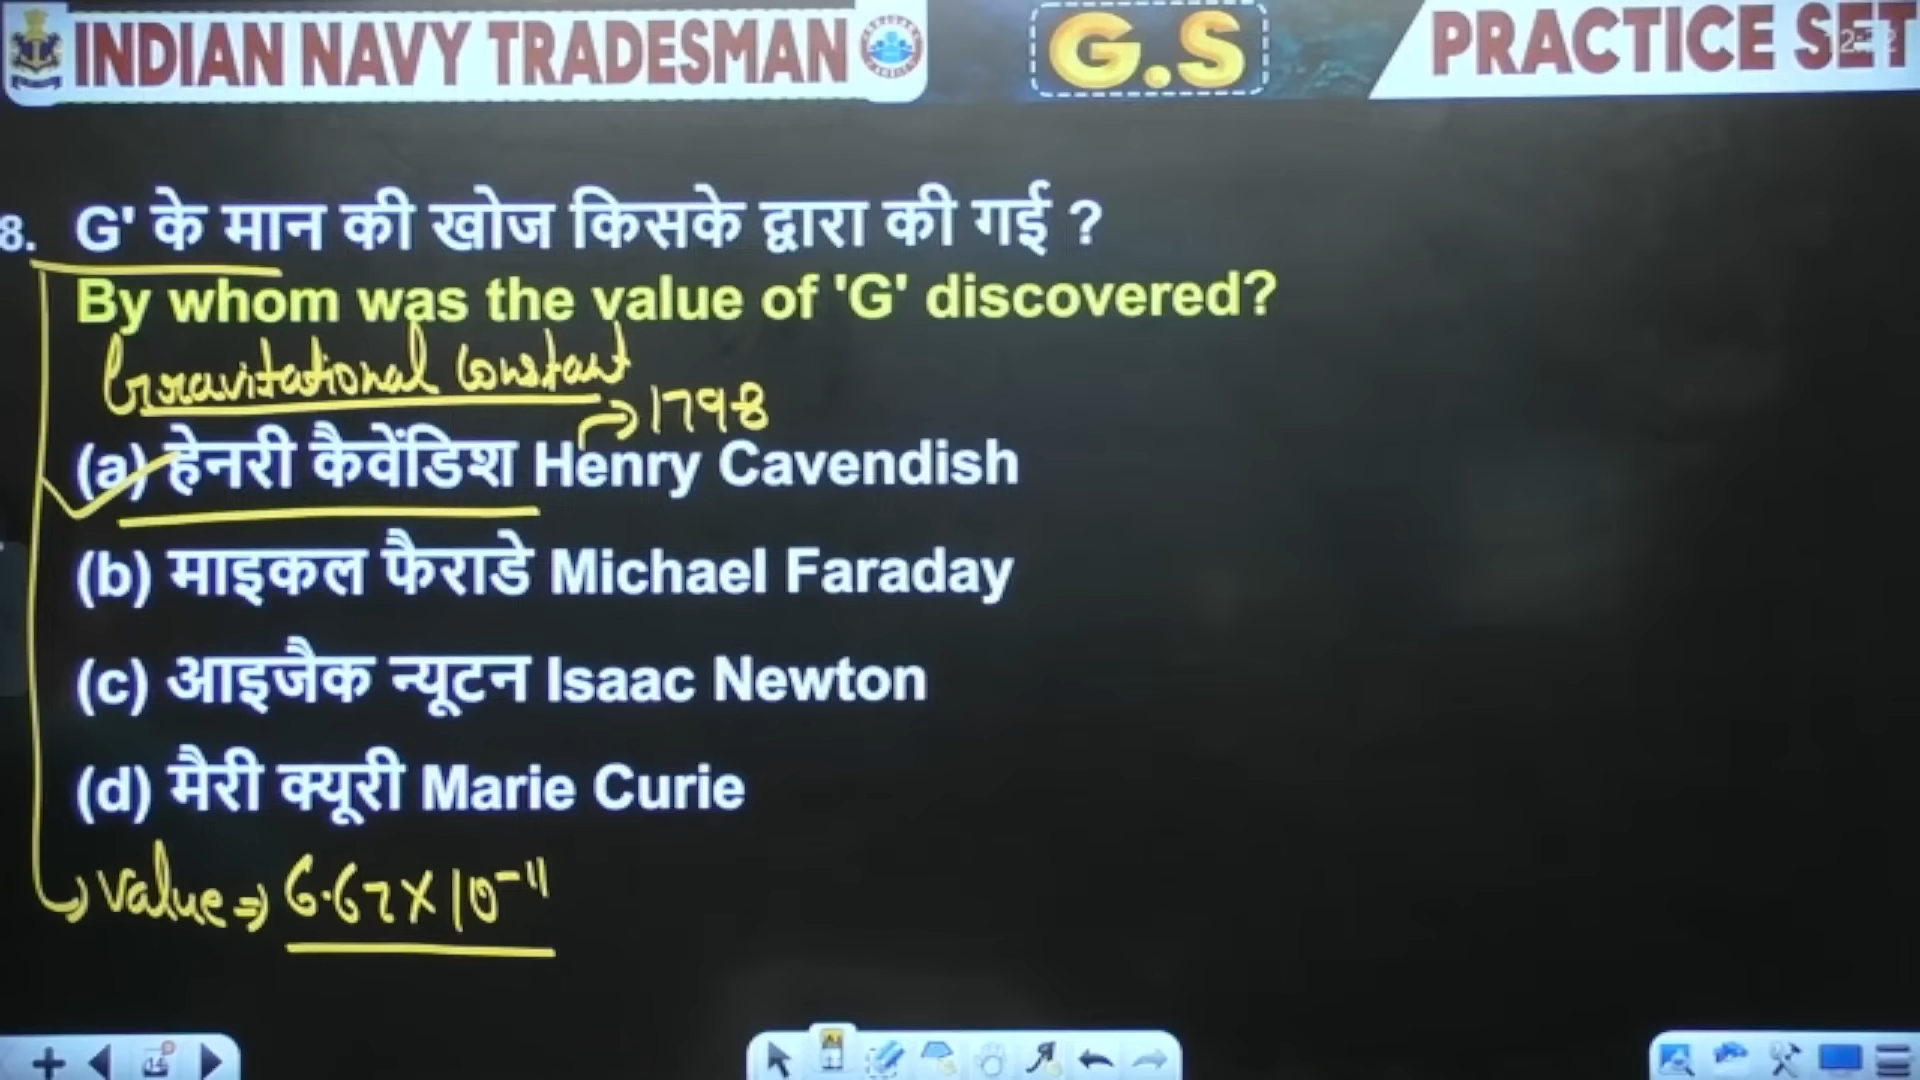 INDIAN NAVY TRADESMAN G.S PRACTICE SET
8. G' के मान की खोज किसके द्वारा की गई ?
By whom was the value of 'G' discovered?
Gravitational Constant
→1798
(a) हेनरी कैवेंडिश Henry Cavendish
(b) माइकल फैराडे Michael Faraday
(c) आइजैक न्यूटन Isaac Newton
(d) मैरी क्यूरी Marie Curie
↳ Value ⇒ 6.67×10⁻¹¹
14